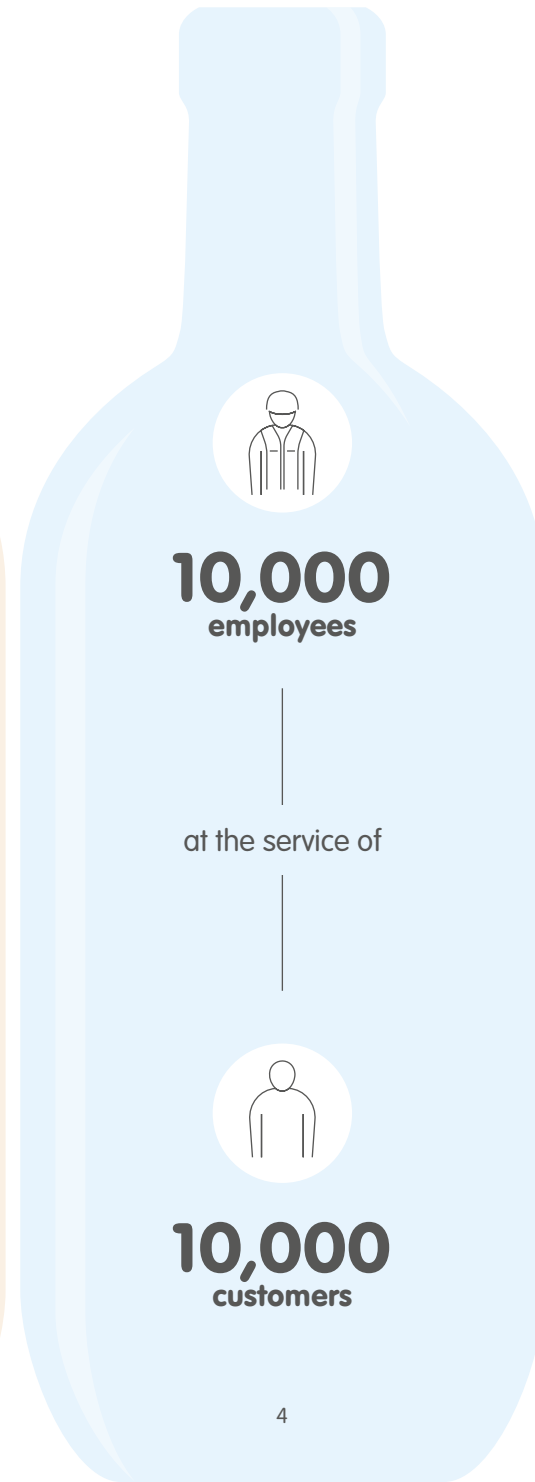 10,000
employees
at the service of
10,000
customers
4